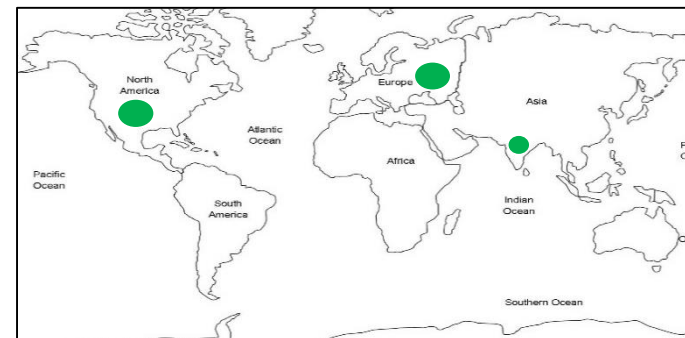 North
America
Europe
Asia
Atlantic
Ocean
Africa
Pacific
Ocean
South
America
Indian
Ocean
Southern Ocean